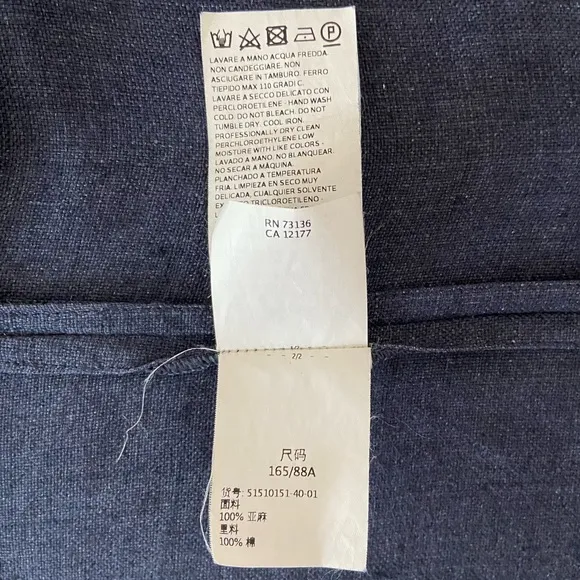 LAVARE A MANO ACQUA FREDDA.
NON CANDEGGIARE. NON
ASCIUGARE IN TAMBURO. FERRO
TIEPIDO MAX 110 GRADI C.
LAVARE A SECCO DELICATO CON
PERCLOROETILENE - HAND WASH
COLD. DO NOT BLEACH. DO NOT
TUMBLE DRY. COOL IRON.
PROFESSIONALLY DRY CLEAN
PERCHLOROETHYLENE LOW
MOISTURE WITH LIKE COLORS -
LAVADO A MANO. NO BLANQUEAR.
NO SECAR A MÁQUINA.
PLANCHADO A TEMPERATURA
FRIA. LIMPIEZA EN SECO MUY
DELICADA, CUALQUIER SOLVENTE
TRICLOROETILENO -
RN 73136
CA 12177
2/2
尺码
165/88A
货号: 51510151-40-01
面料
100% 亚麻
里料
100% 棉